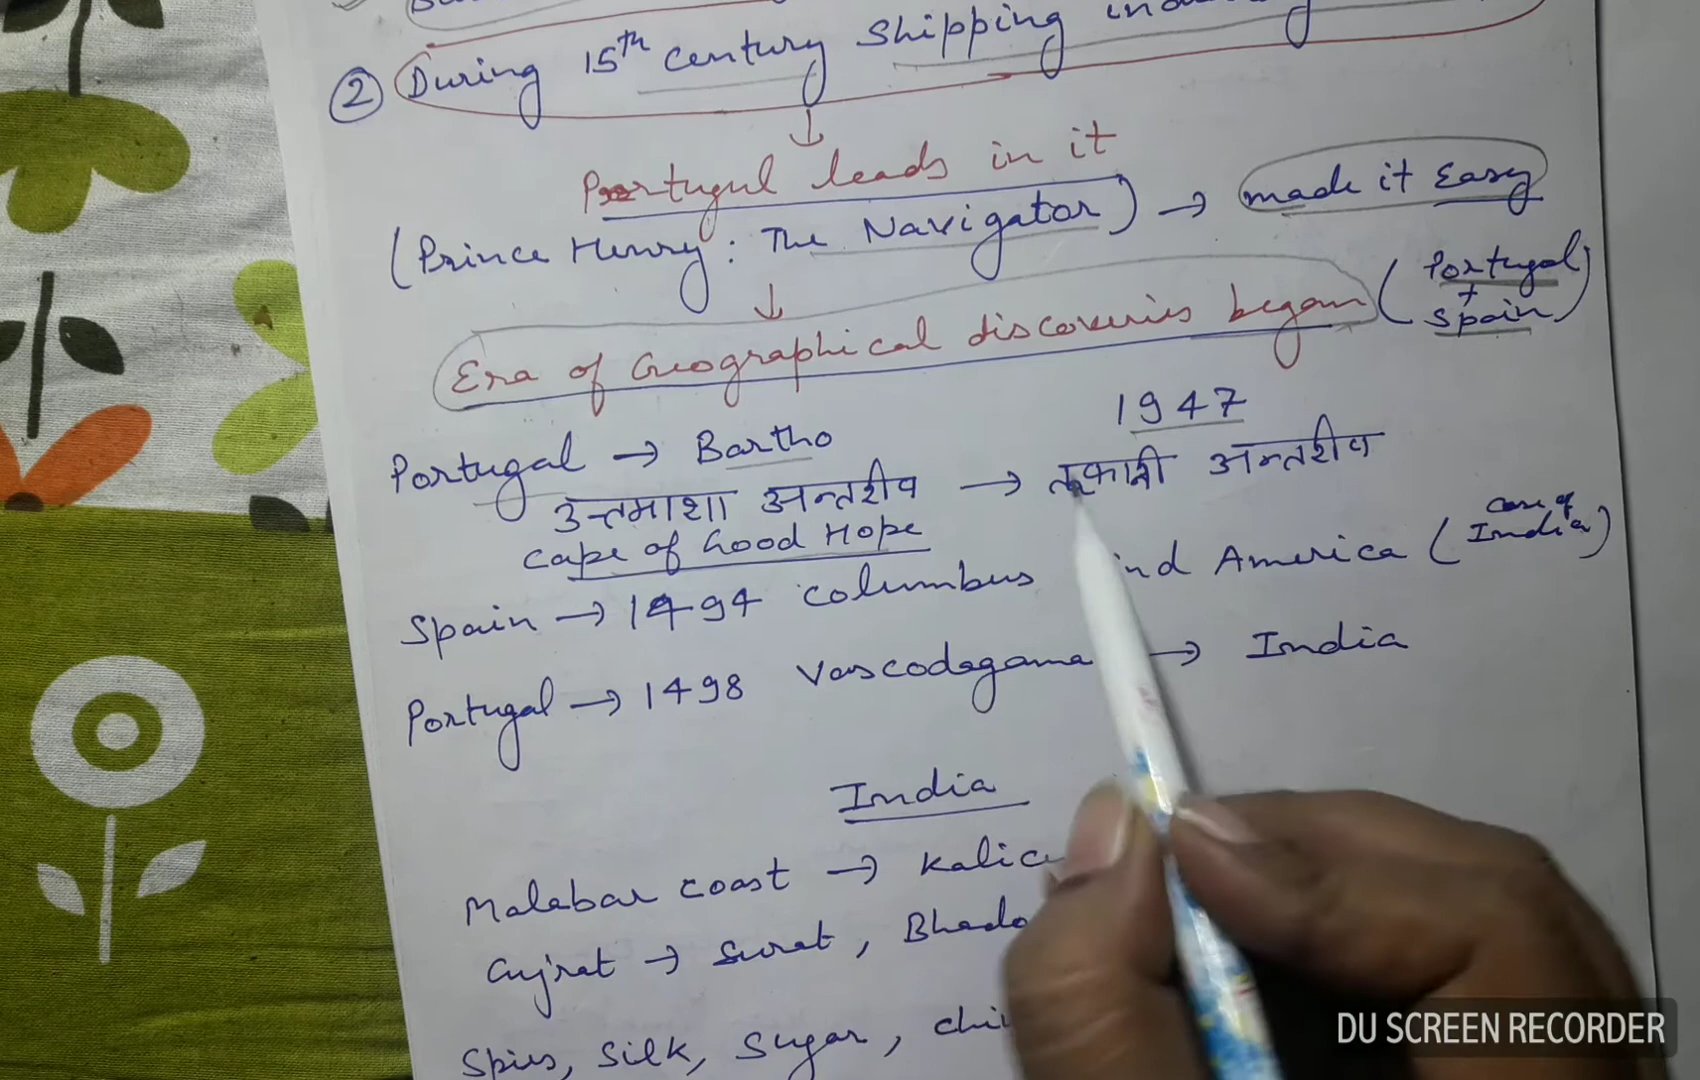 ② During 15th century Shipping
Portugul leads in it
(Prince Henry: The Navigator) → made it Easy
Era of Geographical discoveries began (Portugal + Spain)
1947
Portugal → Bartho
उत्तमाशा अन्तरीप → तूफानी अन्तरीप
Cape of Good Hope
Spain → 1494 Columbus America (India)
Portugal → 1498 Vascodagama → India
India
Malabar coast →
Gujrat → Surat,
Spies, Silk, Sugar,
DU SCREEN RECORDER